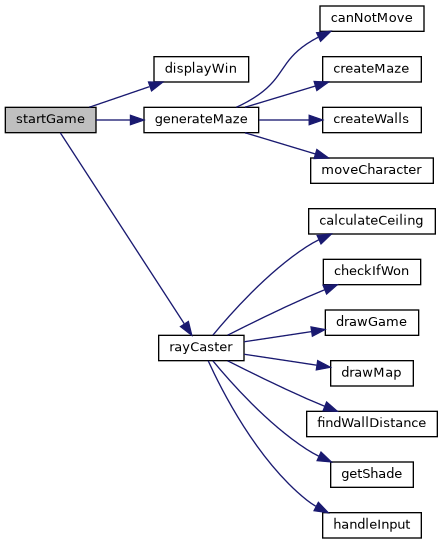 startGame
displayWin
generateMaze
canNotMove
createMaze
createWalls
moveCharacter
rayCaster
calculateCeiling
checkIfWon
drawGame
drawMap
findWallDistance
getShade
handleInput